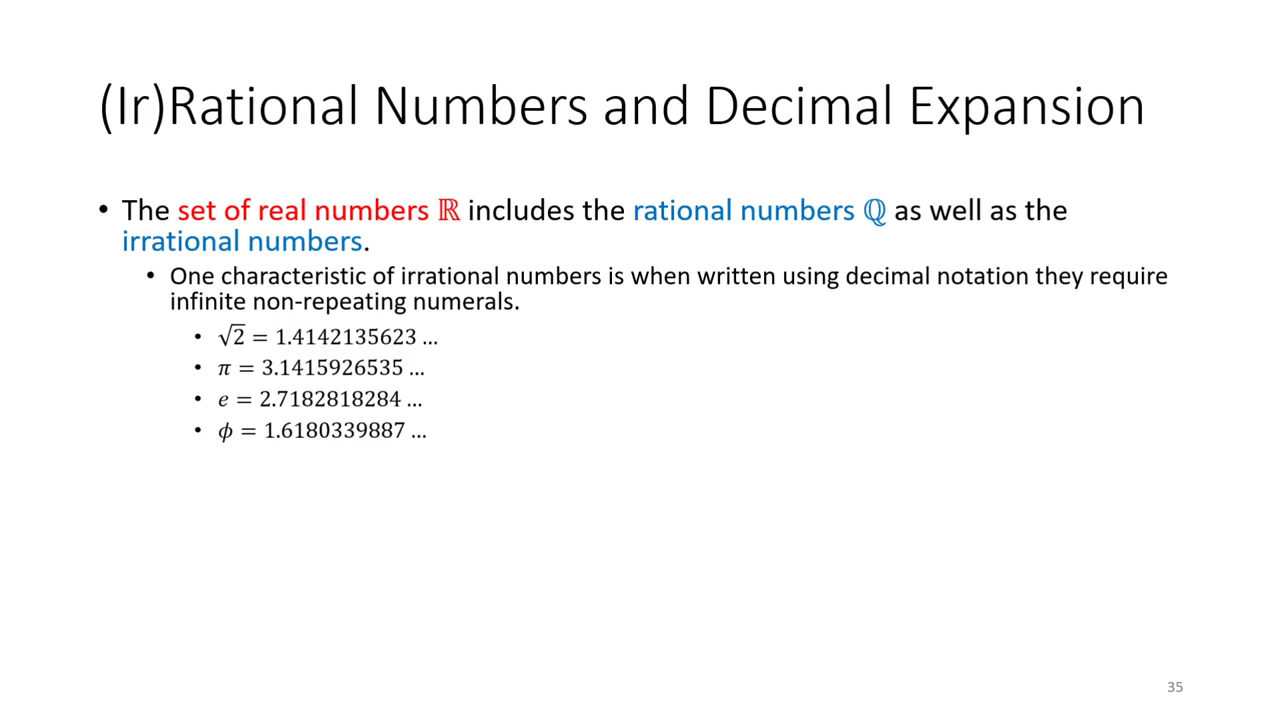 (Ir)Rational Numbers and Decimal Expansion
• The set of real numbers ℝ includes the rational numbers ℚ as well as the
irrational numbers.
• One characteristic of irrational numbers is when written using decimal notation they require
infinite non-repeating numerals.
• √2 = 1.4142135623 …
• 𝜋 = 3.1415926535 …
• 𝑒 = 2.7182818284 …
• 𝜙 = 1.6180339887 …
35